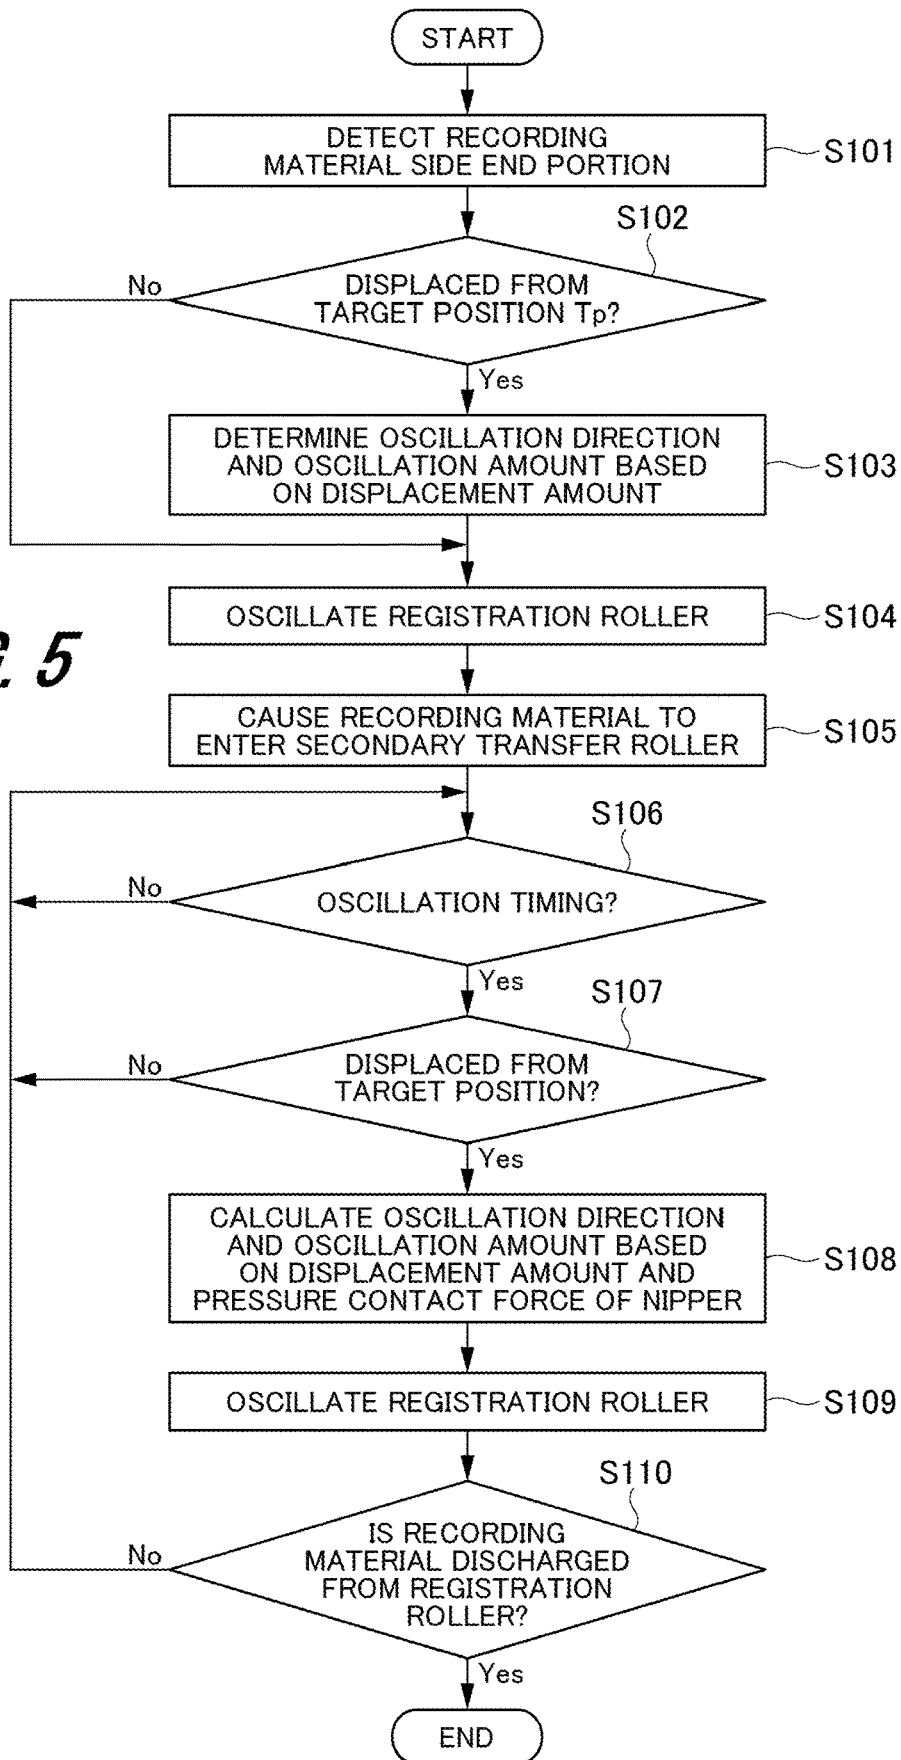 START
DETECT RECORDING
MATERIAL SIDE END PORTION
S101
S102
DISPLACED FROM
TARGET POSITION Tp?
No
Yes
DETERMINE OSCILLATION DIRECTION
AND OSCILLATION AMOUNT BASED
ON DISPLACEMENT AMOUNT
S103
OSCILLATE REGISTRATION ROLLER
S104
5
CAUSE RECORDING MATERIAL TO
ENTER SECONDARY TRANSFER ROLLER
S105
S106
OSCILLATION TIMING?
No
Yes
S107
DISPLACED FROM
TARGET POSITION?
No
Yes
CALCULATE OSCILLATION DIRECTION
AND OSCILLATION AMOUNT BASED
ON DISPLACEMENT AMOUNT AND
PRESSURE CONTACT FORCE OF NIPPER
S108
OSCILLATE REGISTRATION ROLLER
S109
S110
IS RECORDING
MATERIAL DISCHARGED
FROM REGISTRATION
ROLLER?
No
Yes
END